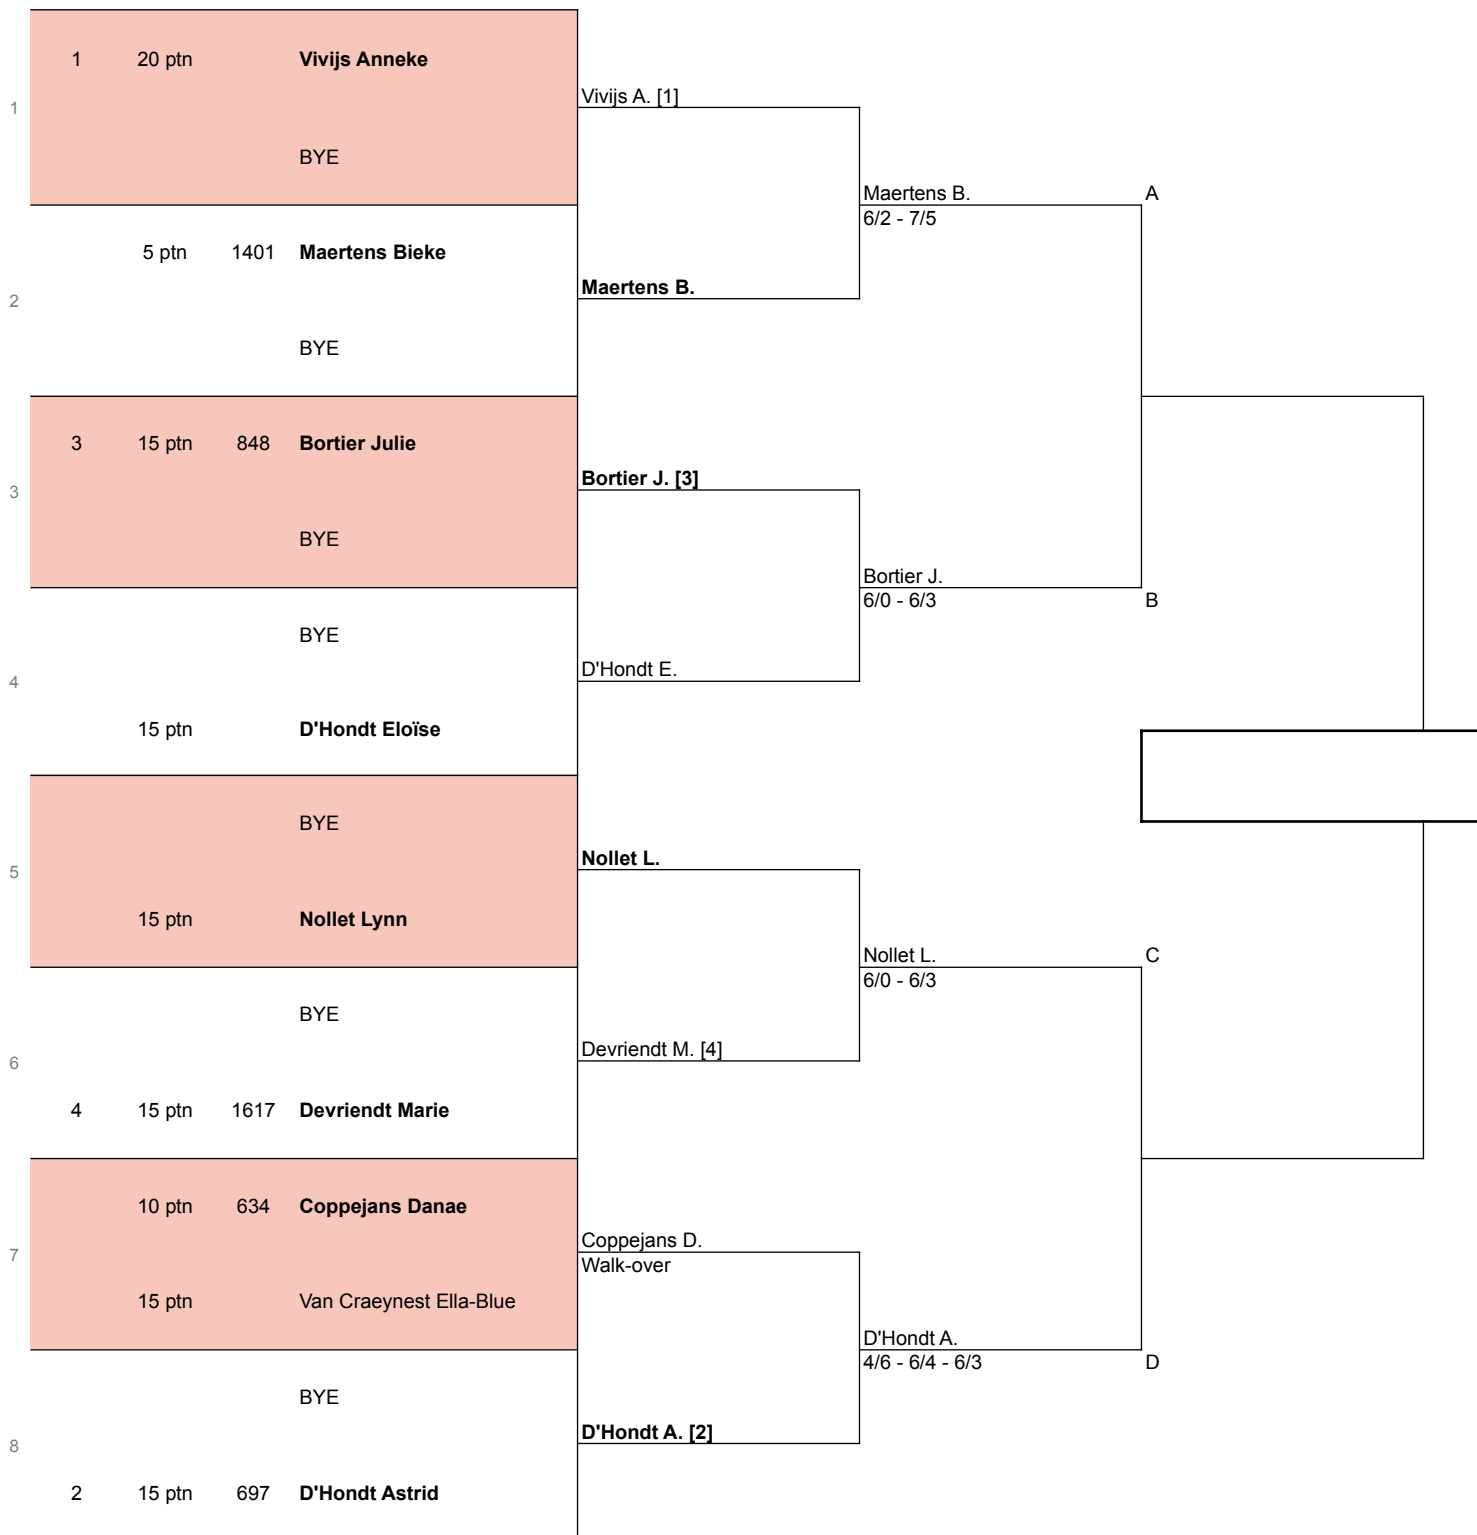 1 20 ptn Vivijs Anneke
Vivijs A. [1]
1
BYE
Maertens B. A
6/2 - 7/5
5 ptn 1401 Maertens Bieke
Maertens B.
2
BYE
3 15 ptn 848 Bortier Julie
Bortier J. [3]
3
BYE
Bortier J.
6/0 - 6/3 B
BYE
D'Hondt E.
4
15 ptn D'Hondt Eloïse
BYE
Nollet L.
5
15 ptn Nollet Lynn
Nollet L. C
6/0 - 6/3
BYE
Devriendt M. [4]
6
4 15 ptn 1617 Devriendt Marie
10 ptn 634 Coppejans Danae
Coppejans D.
7
Walk-over
15 ptn Van Craeynest Ella-Blue
D'Hondt A.
4/6 - 6/4 - 6/3 D
BYE
D'Hondt A. [2]
8
2 15 ptn 697 D'Hondt Astrid